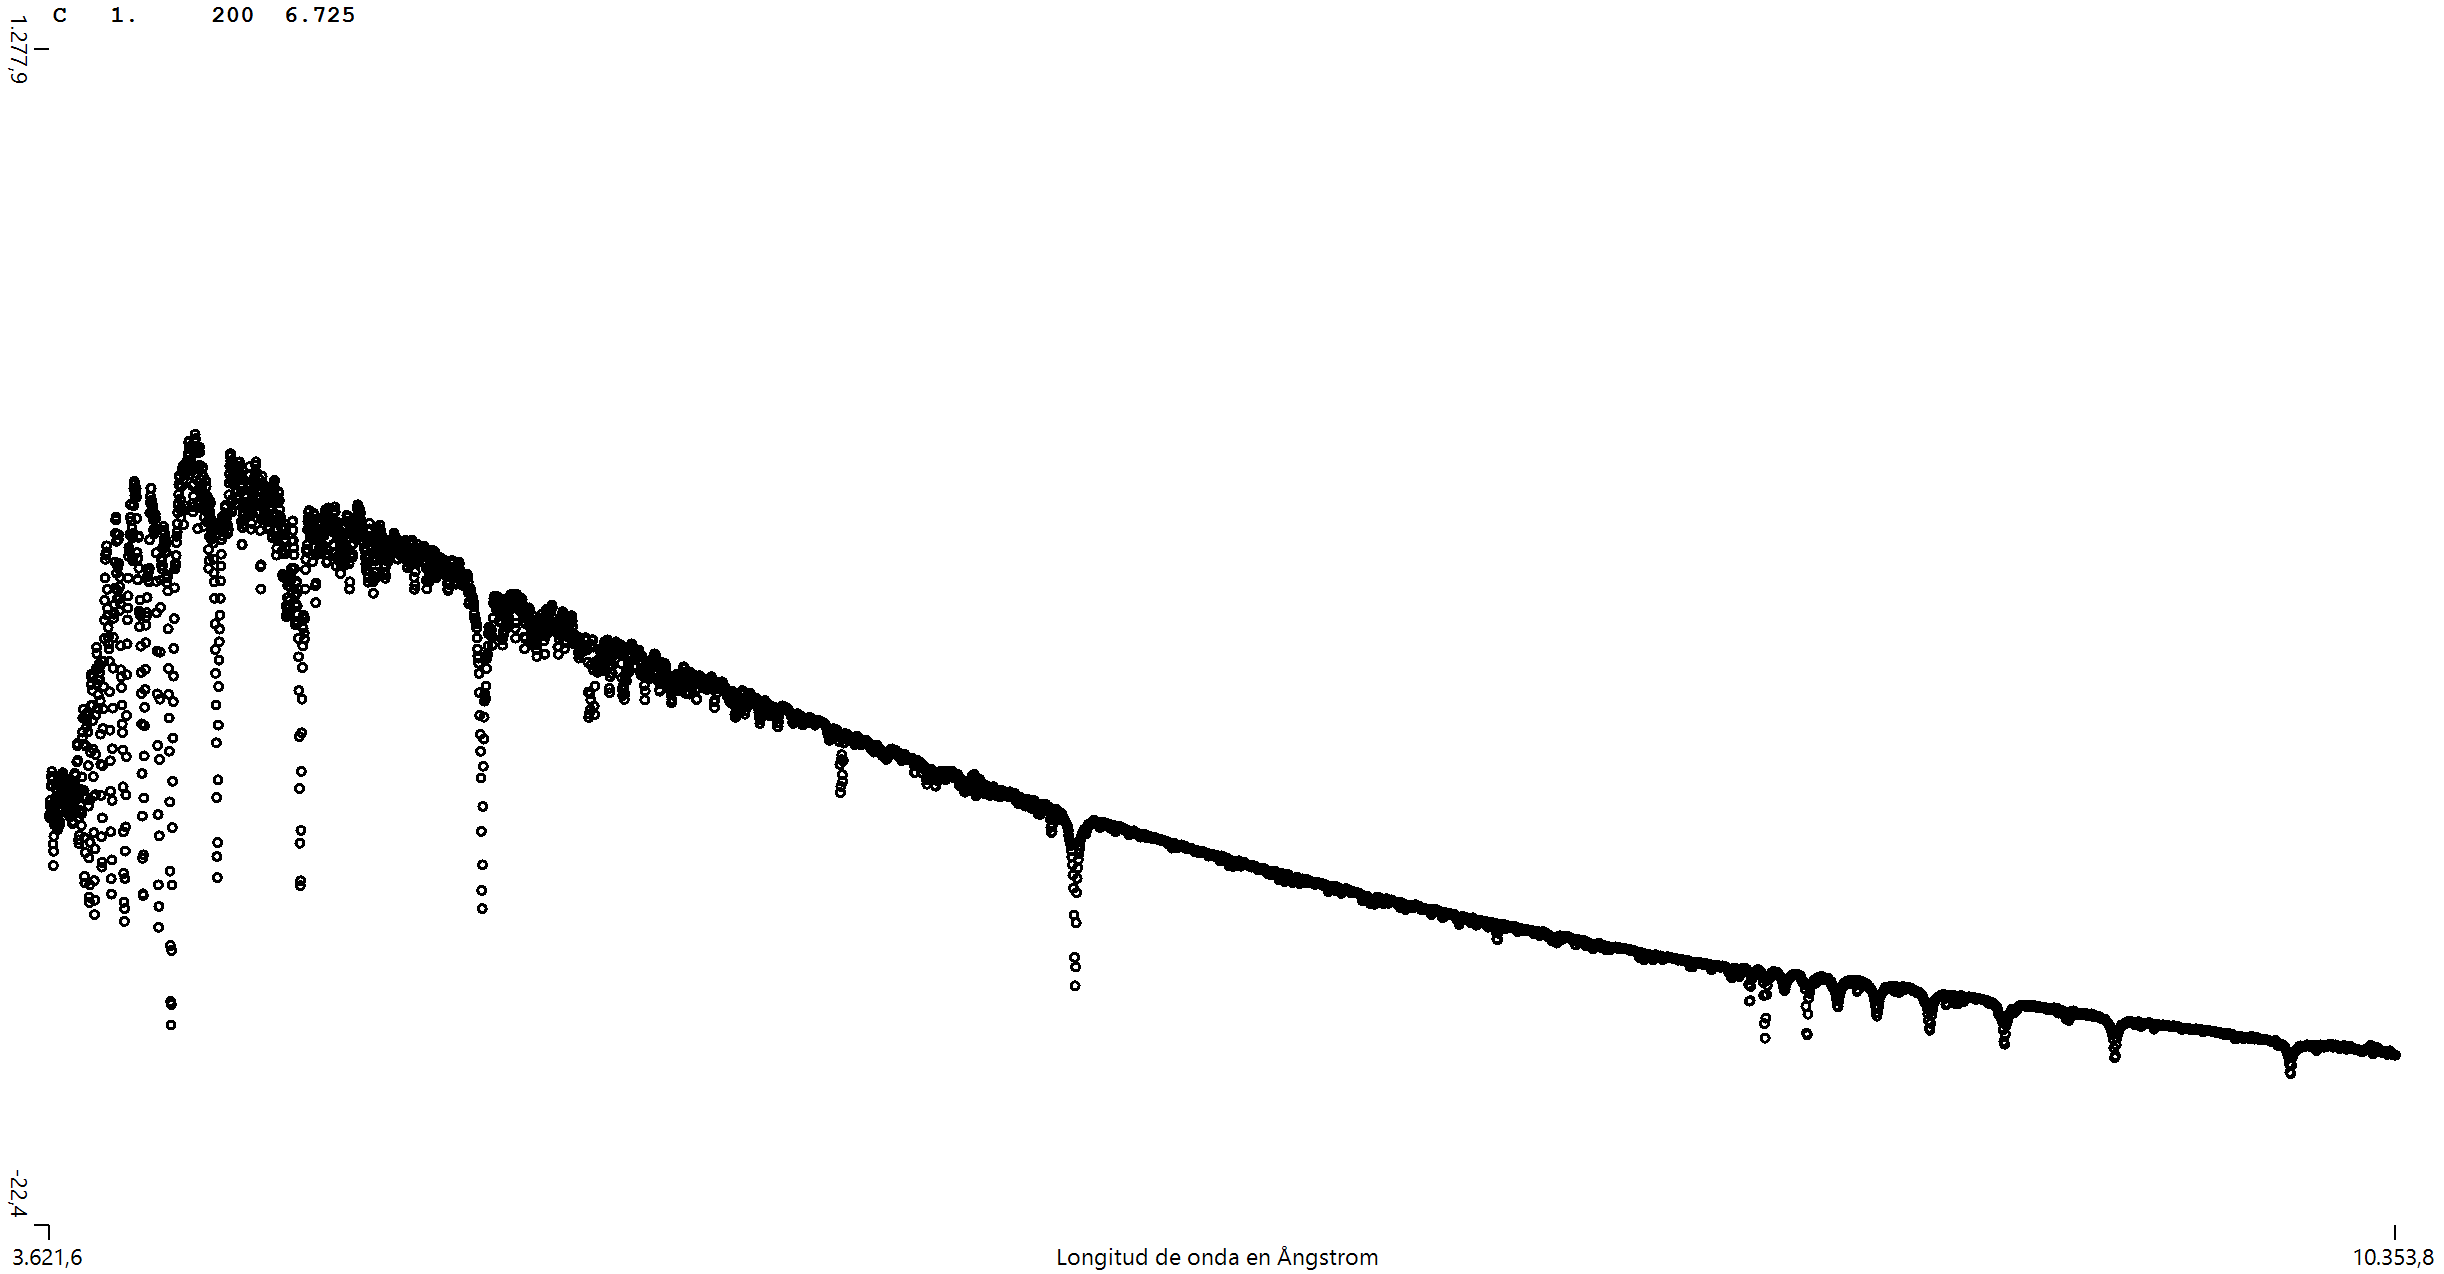 C 1. 200 6.725
1.277,9
-22,4
3.621,6
Longitud de onda en Ångstrom
10.353,8